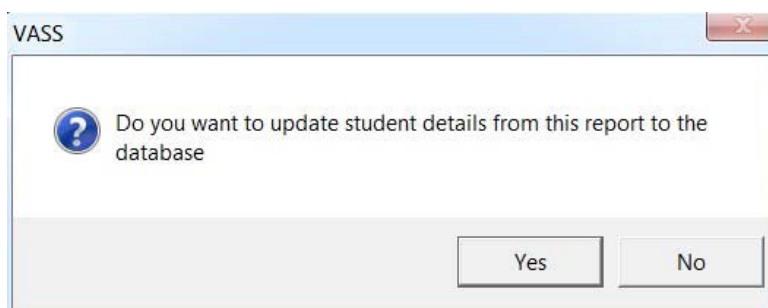 VASS
Do you want to update student details from this report to the
database
Yes
No